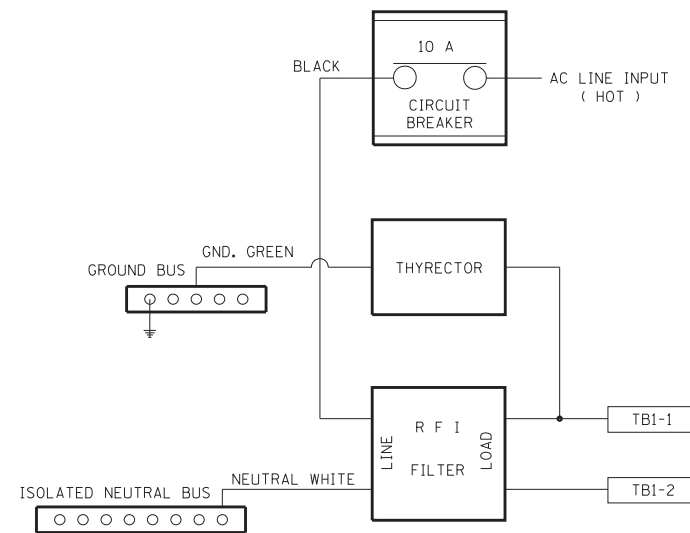 10 A
BLACK
AC LINE INPUT
( HOT )
CIRCUIT
BREAKER
GND. GREEN
GROUND BUS
THYRECTOR
R F I
FILTER
LINE
LOAD
TB1-1
NEUTRAL WHITE
ISOLATED NEUTRAL BUS
TB1-2